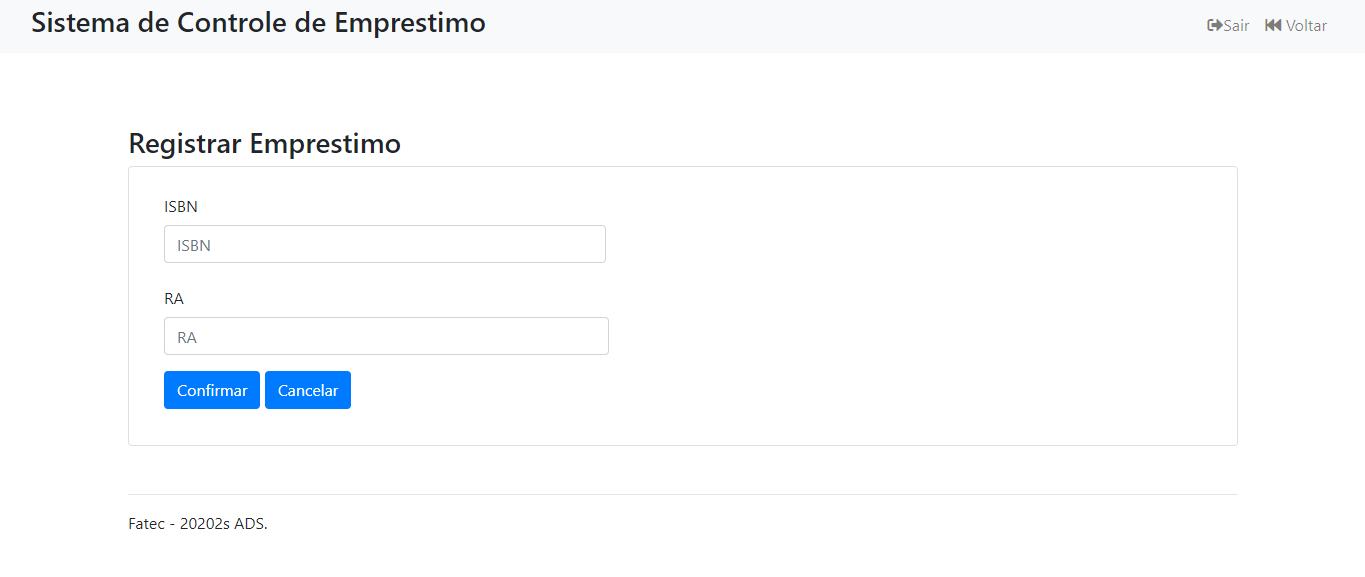 Sistema de Controle de Emprestimo
Sair Voltar
Registrar Emprestimo
ISBN
ISBN
RA
RA
Confirmar Cancelar
Fatec - 20202s ADS.